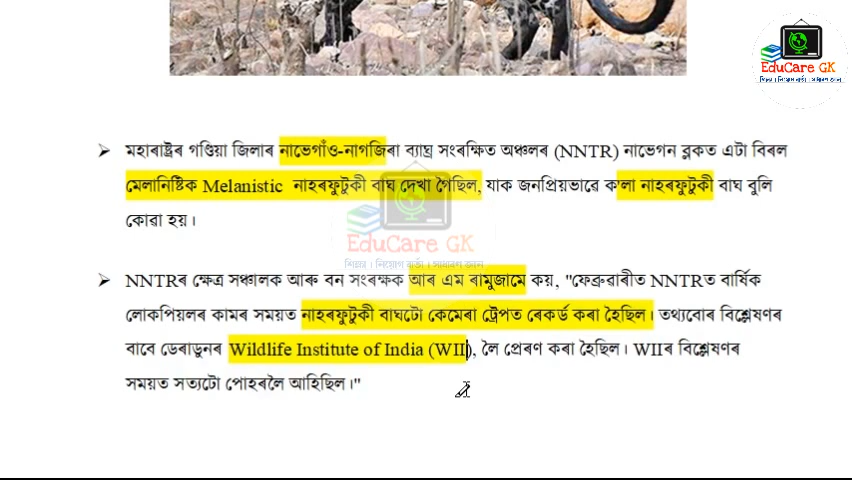 EduCare GK
শিক্ষা | নিয়োগ বাৰ্তা | সাধাৰণ জ্ঞান
➢ মহাৰাষ্ট্ৰৰ গণ্ডিয়া জিলাৰ নাভেগাঁও-নাগজিৰা ব্যাঘ্ৰ সংৰক্ষিত অঞ্চলৰ (NNTR) নাভেগন ব্লকত এটা বিৰল
মেলানিষ্টিক Melanistic নাহৰফুটুকী বাঘ দেখা গৈছিল, যাক জনপ্ৰিয়ভাৱে ক'লা নাহৰফুটুকী বাঘ বুলি
কোৱা হয়।
EduCare GK
শিক্ষা | নিয়োগ বাৰ্তা | সাধাৰণ জ্ঞান
➢ NNTRৰ ক্ষেত্ৰ সঞ্চালক আৰু বন সংৰক্ষক আৰ এম ৰামুজামে কয়, "ফেব্ৰুৱাৰীত NNTRত বাৰ্ষিক
লোকপিয়লৰ কামৰ সময়ত নাহৰফুটুকী বাঘটো কেমেৰা ট্ৰেপত ৰেকৰ্ড কৰা হৈছিল। তথ্যবোৰ বিশ্লেষণৰ
বাবে ডেৰাডুনৰ Wildlife Institute of India (WII), লৈ প্ৰেৰণ কৰা হৈছিল। WIIৰ বিশ্লেষণৰ
সময়ত সত্যটো পোহৰলৈ আহিছিল।"